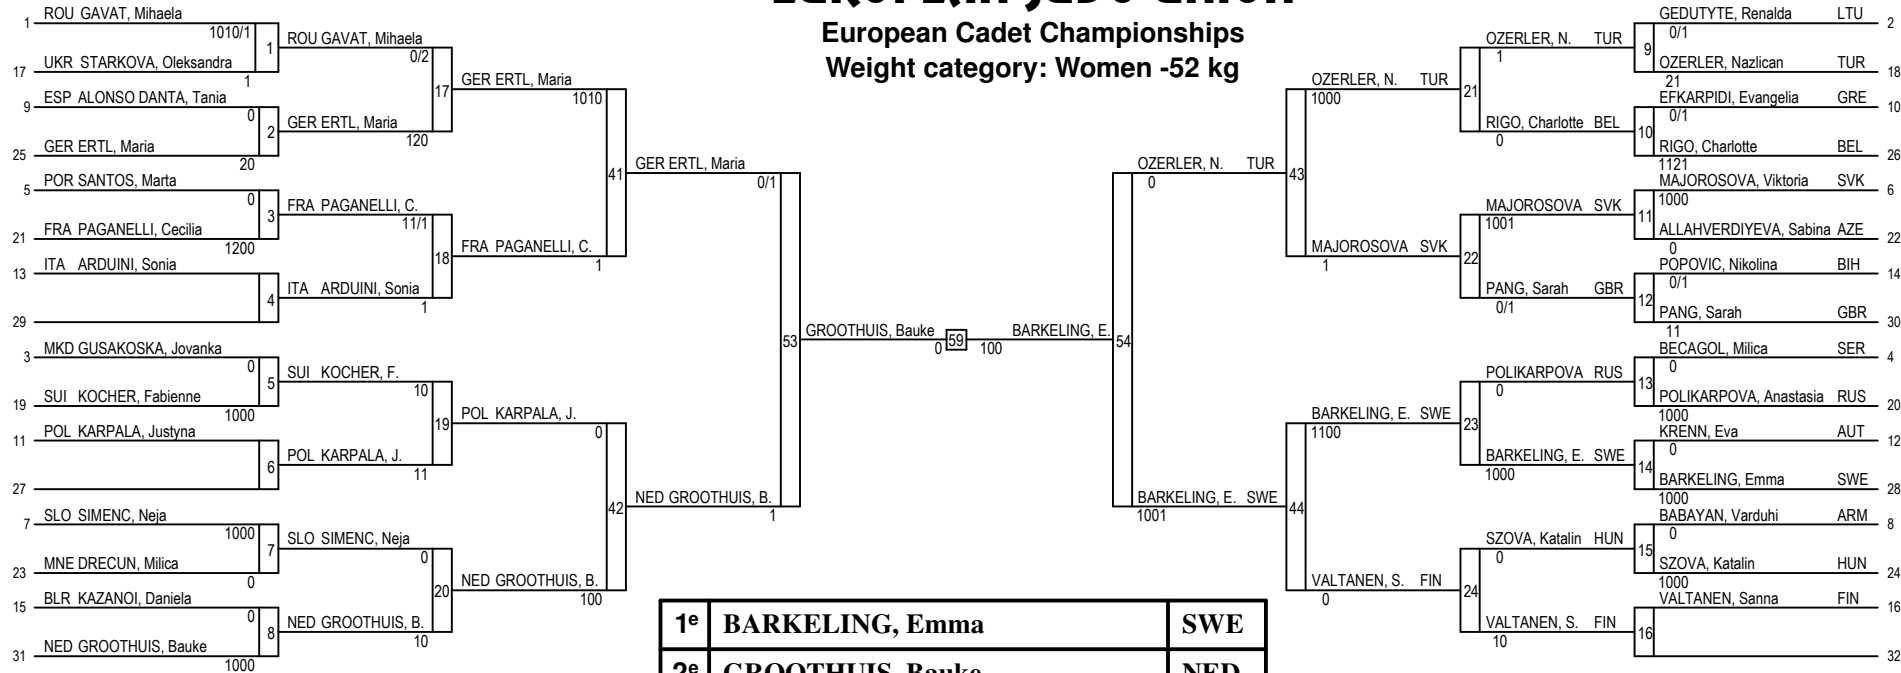 EUROPEAN JUDO UNION
European Cadet Championships
Weight category: Women -52 kg
1 ROU GAVAT, Mihaela
1010/1
1
17 UKR STARKOVA, Oleksandra
1
ROU GAVAT, Mihaela
0/2
9 ESP ALONSO DANTA, Tania
0
2
25 GER ERTL, Maria
20
GER ERTL, Maria
120
17
GER ERTL, Maria
1010
5 POR SANTOS, Marta
0
3
21 FRA PAGANELLI, Cecilia
1200
FRA PAGANELLI, C.
11/1
13 ITA ARDUINI, Sonia
4
29
ITA ARDUINI, Sonia
1
18
FRA PAGANELLI, C.
1
41
GER ERTL, Maria
0/1
3 MKD GUSAKOSKA, Jovanka
0
5
19 SUI KOCHER, Fabienne
1000
SUI KOCHER, F.
10
11 POL KARPALA, Justyna
6
27
POL KARPALA, J.
11
19
POL KARPALA, J.
0
7 SLO SIMENC, Neja
1000
7
23 MNE DRECUN, Milica
0
SLO SIMENC, Neja
0
15 BLR KAZANOI, Daniela
0
8
31 NED GROOTHUIS, Bauke
1000
NED GROOTHUIS, B.
10
20
NED GROOTHUIS, B.
100
42
NED GROOTHUIS, B.
1
53
GROOTHUIS, Bauke
0
59
BARKELING, E.
100
54
OZERLER, N. TUR
0
BARKELING, E. SWE
1001
43
OZERLER, N. TUR
1000
MAJOROSOVA SVK
1
44
BARKELING, E. SWE
1100
VALTANEN, S. FIN
0
21
OZERLER, N. TUR
1
RIGO, Charlotte BEL
0
22
MAJOROSOVA SVK
1001
PANG, Sarah GBR
0/1
23
POLIKARPOVA RUS
0
BARKELING, E. SWE
1000
24
SZOVA, Katalin HUN
0
VALTANEN, S. FIN
10
GEDUTYTE, Renalda LTU 2
0/1
9
OZERLER, Nazlican TUR 18
21
EFKARPIDI, Evangelia GRE 10
0/1
10
RIGO, Charlotte BEL 26
1121
MAJOROSOVA, Viktoria SVK 6
1000
11
ALLAHVERDIYEVA, Sabina AZE 22
0
POPOVIC, Nikolina BIH 14
0/1
12
PANG, Sarah GBR 30
11
BECAGOL, Milica SER 4
0
13
POLIKARPOVA, Anastasia RUS 20
1000
KRENN, Eva AUT 12
0
14
BARKELING, Emma SWE 28
1000
BABAYAN, Varduhi ARM 8
0
15
SZOVA, Katalin HUN 24
1000
VALTANEN, Sanna FIN 16
16
32
1e BARKELING, Emma SWE
2e GROOTHUIS, Bauke NED